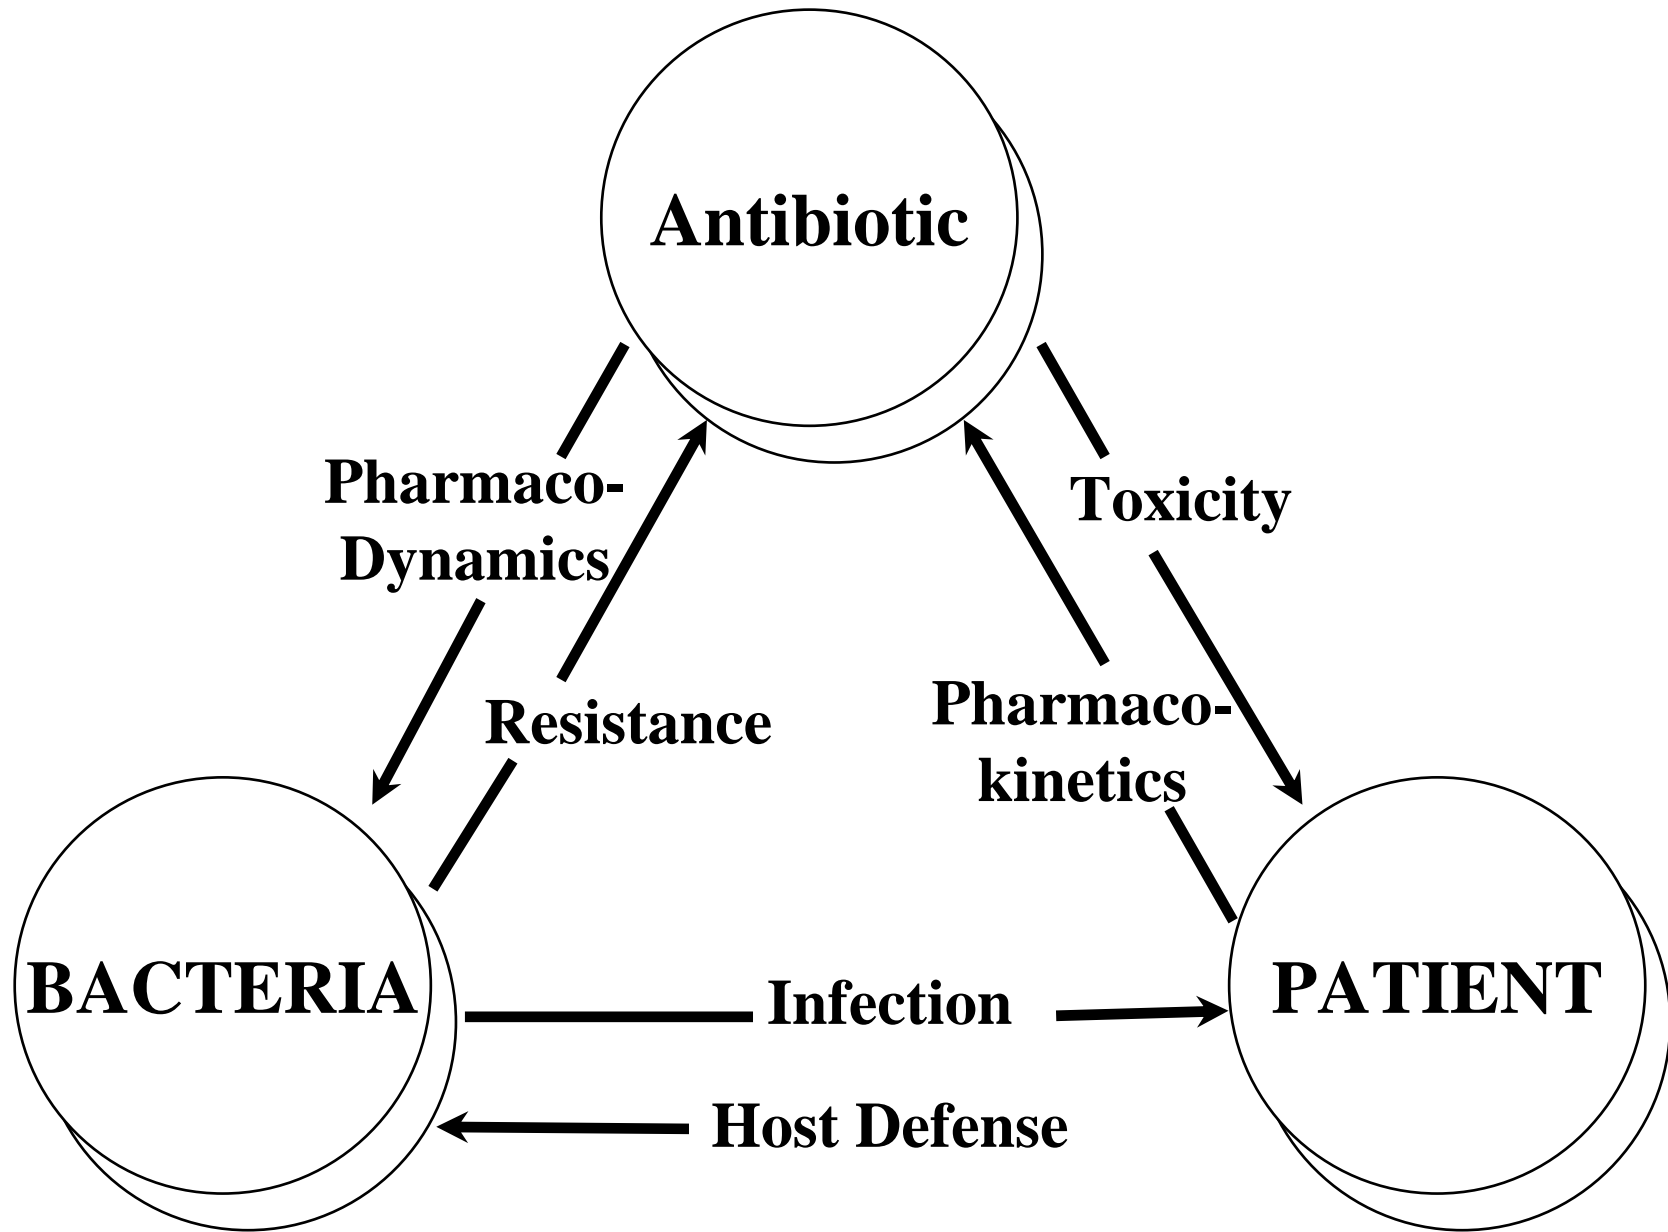 Antibiotic
Pharmaco-
Dynamics
Toxicity
Resistance
Pharmaco-
kinetics
BACTERIA
Infection
PATIENT
Host Defense